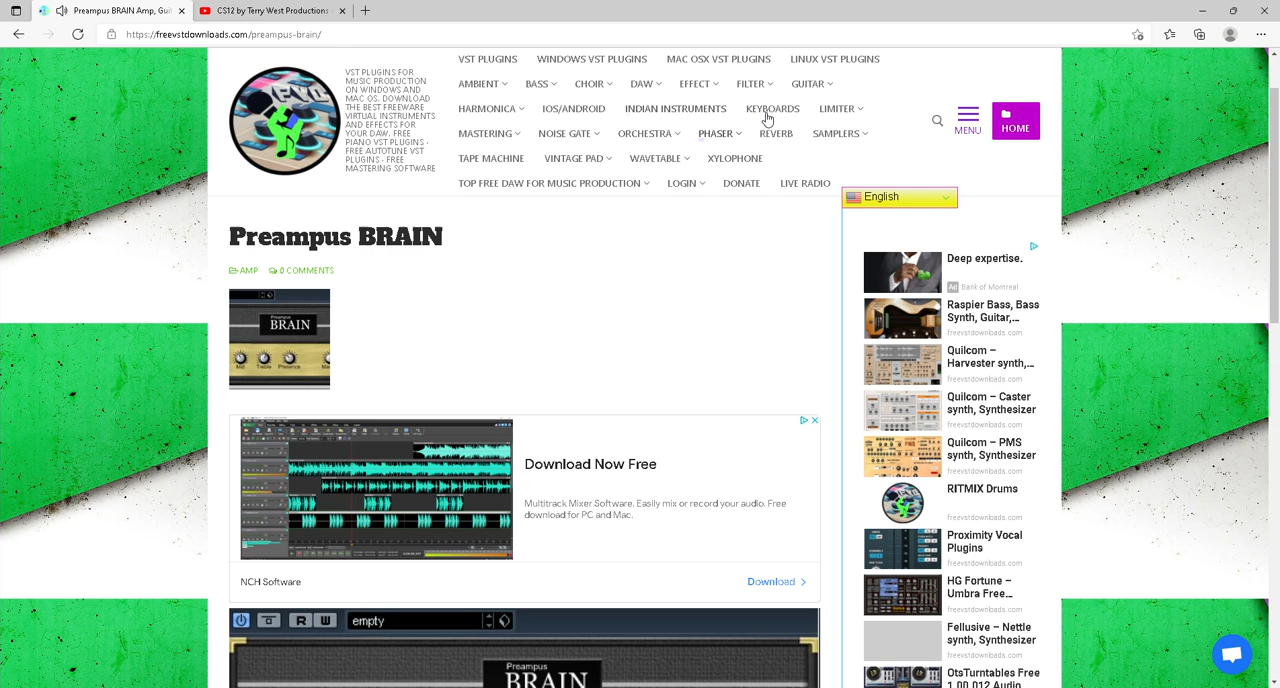 Preampus BRAIN Amp, Gui
CS12 by Terry West Productions
https://freevstdownloads.com/preampus-brain/
VST PLUGINS FOR
MUSIC PRODUCTION
ON WINDOWS AND
MAC OS. DOWNLOAD
THE BEST FREEWARE
VIRTUAL INSTRUMENTS
AND EFFECTS FOR
YOUR DAW. FREE
PIANO VST PLUGINS ·
FREE AUTOTUNE VST
PLUGINS · FREE
MASTERING SOFTWARE
VST PLUGINS WINDOWS VST PLUGINS MAC OSX VST PLUGINS LINUX VST PLUGINS
AMBIENT BASS CHOIR DAW EFFECT FILTER GUITAR
HARMONICA IOS/ANDROID INDIAN INSTRUMENTS KEYBOARDS LIMITER
MASTERING NOISE GATE ORCHESTRA PHASER REVERB SAMPLERS
TAPE MACHINE VINTAGE PAD WAVETABLE XYLOPHONE
TOP FREE DAW FOR MUSIC PRODUCTION LOGIN DONATE LIVE RADIO
MENU
HOME
English
Preampus BRAIN
AMP 0 COMMENTS
Preampus
BRAIN
Mid Treble Presence
Download Now Free
Multitrack Mixer Software. Easily mix or record your audio. Free
download for PC and Mac.
NCH Software
Download
R W empty
Preampus
BRAIN
Deep expertise.
Ad Bank of Montreal
Raspier Bass, Bass
Synth, Guitar,...
freevstdownloads.com
Quilcom –
Harvester synth,...
freevstdownloads.com
Quilcom –
Caster
synth, Synthesizer
freevstdownloads.com
Quilcom – PMS
synth, Synthesizer
freevstdownloads.com
RITMIX Drums
freevstdownloads.com
Proximity Vocal
Plugins
freevstdownloads.com
HG Fortune –
Umbra Free...
freevstdownloads.com
Fellusive – Nettle
synth, Synthesizer
freevstdownloads.com
OtsTurntables Free
1.00.012 Audio